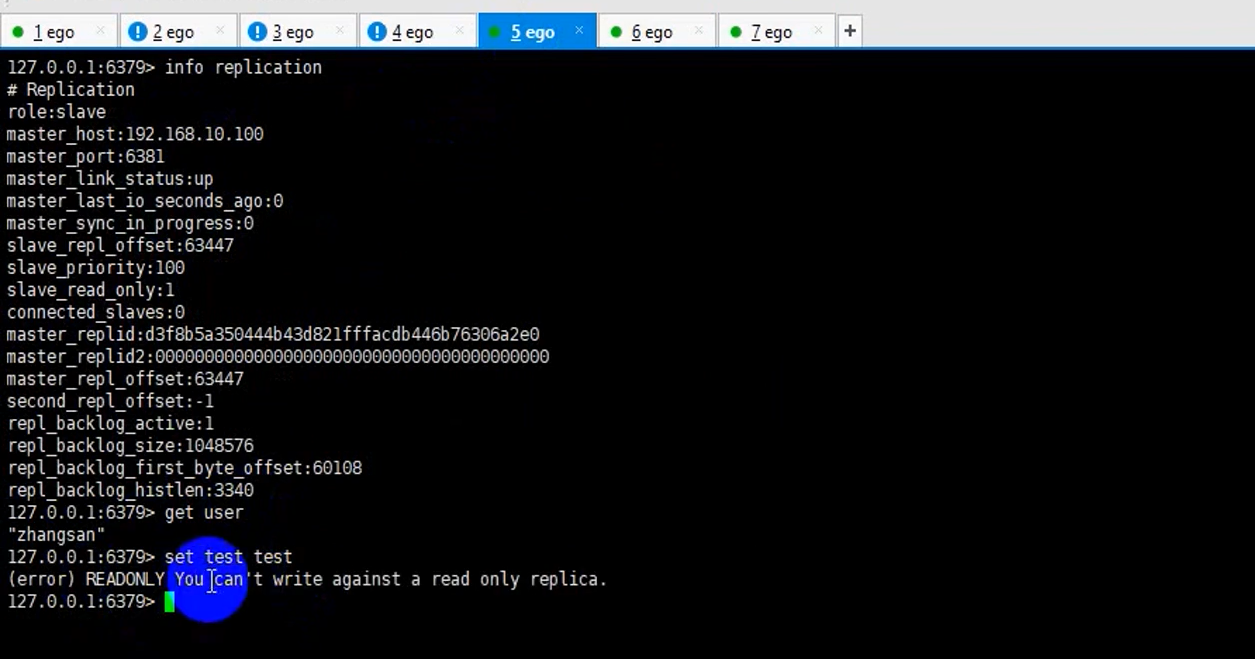 1 ego × 2 ego × 3 ego × 4 ego × 5 ego × 6 ego × 7 ego × +
127.0.0.1:6379> info replication
# Replication
role:slave
master_host:192.168.10.100
master_port:6381
master_link_status:up
master_last_io_seconds_ago:0
master_sync_in_progress:0
slave_repl_offset:63447
slave_priority:100
slave_read_only:1
connected_slaves:0
master_replid:d3f8b5a350444b43d821fffacdb446b76306a2e0
master_replid2:0000000000000000000000000000000000000000
master_repl_offset:63447
second_repl_offset:-1
repl_backlog_active:1
repl_backlog_size:1048576
repl_backlog_first_byte_offset:60108
repl_backlog_histlen:3340
127.0.0.1:6379> get user
"zhangsan"
127.0.0.1:6379> set test test
(error) READONLY You can't write against a read only replica.
127.0.0.1:6379>